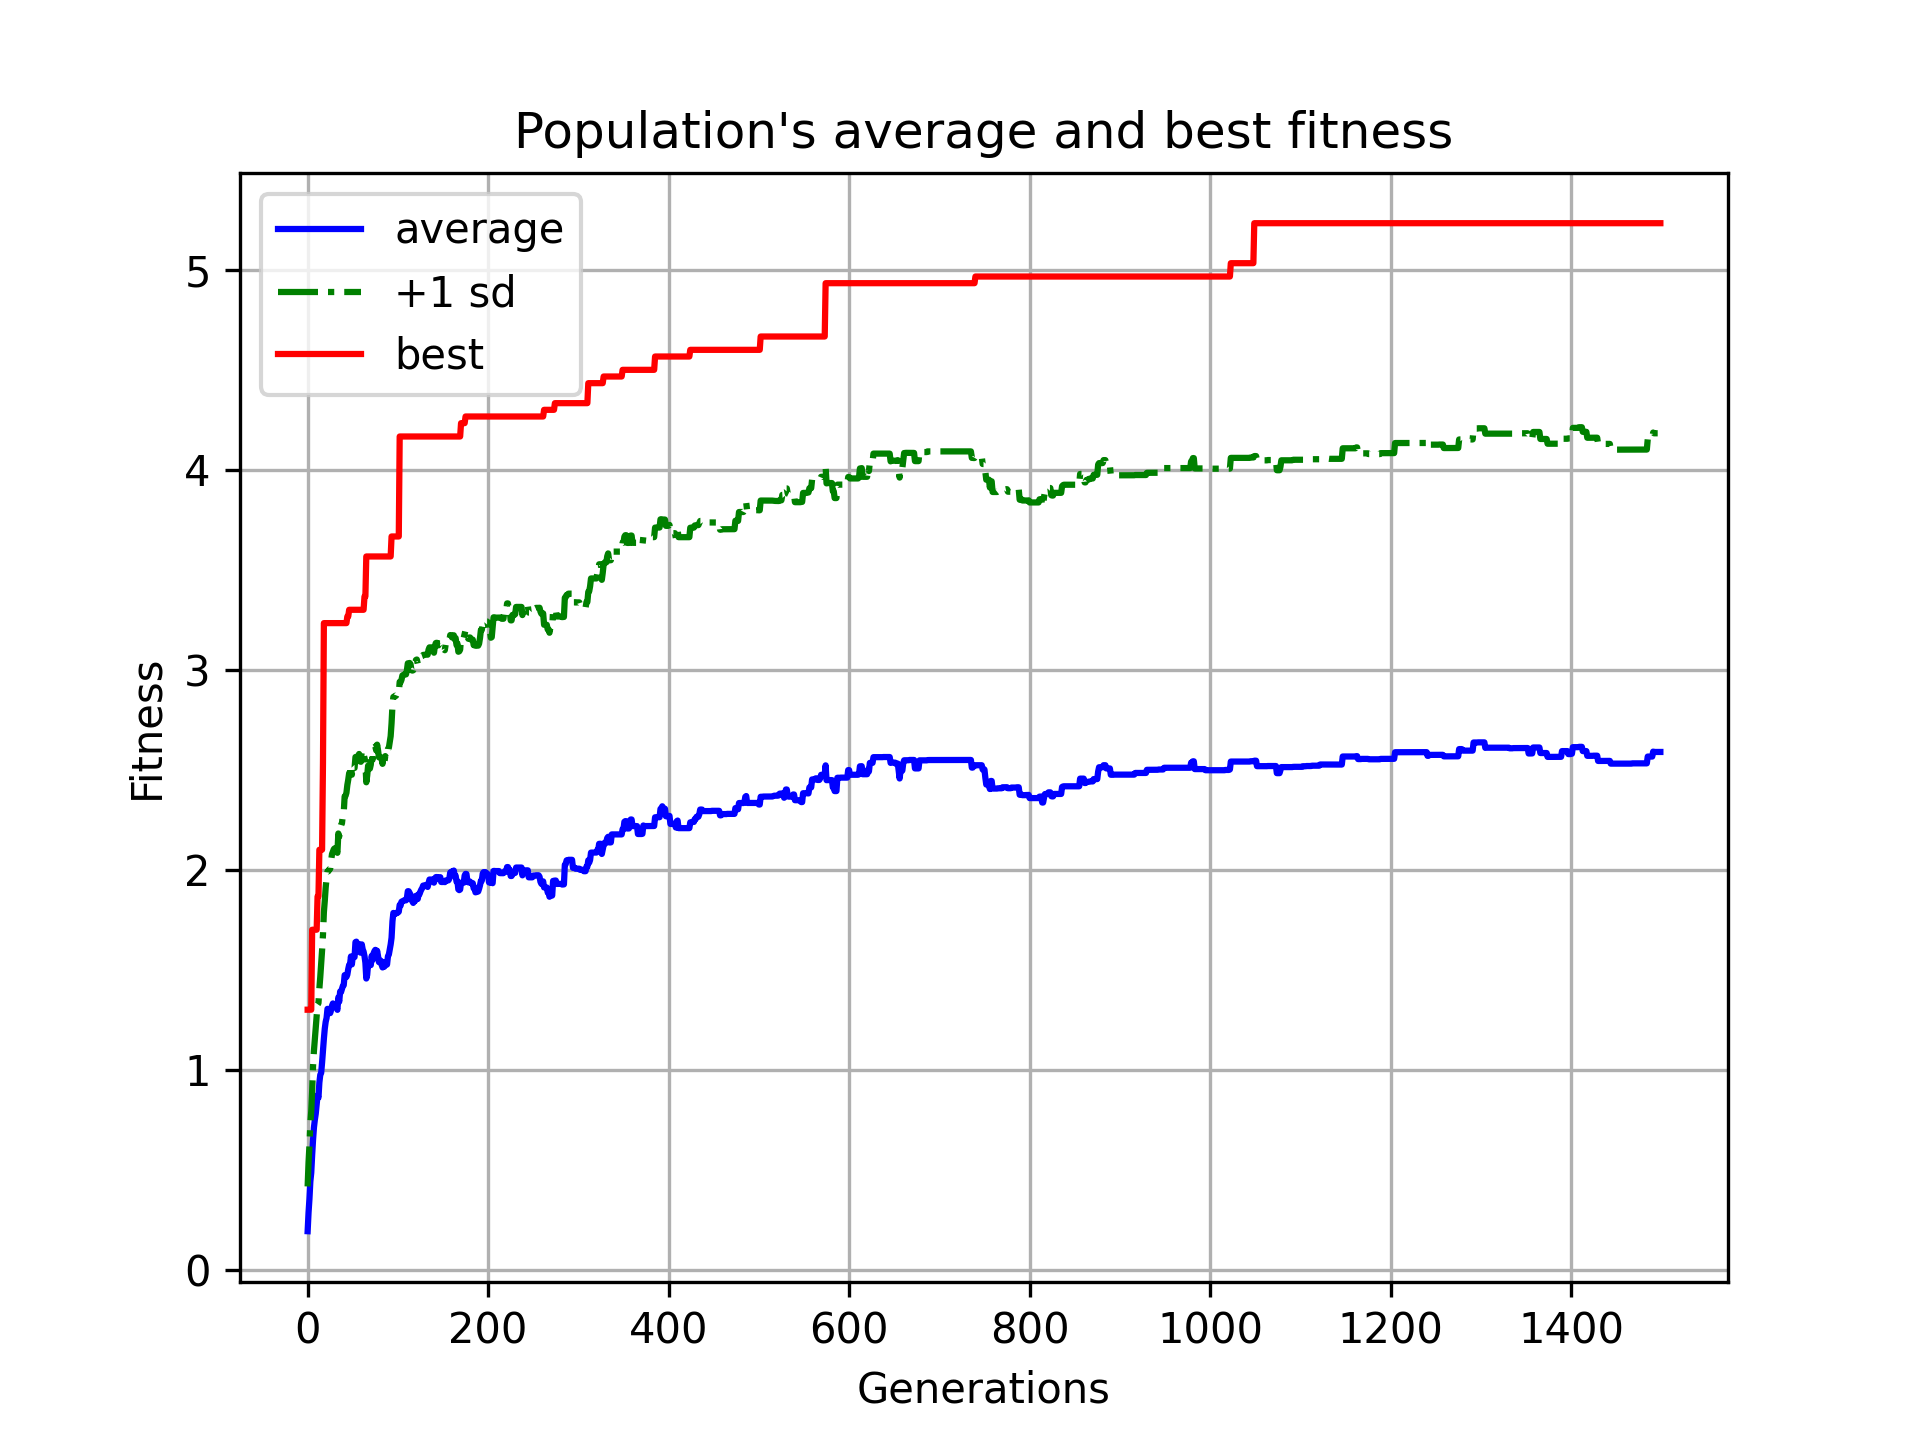 Population's average and best fitness
average
+1 sd
best
Fitness
5
4
3
2
1
0
0 200 400 600 800 1000 1200 1400
Generations